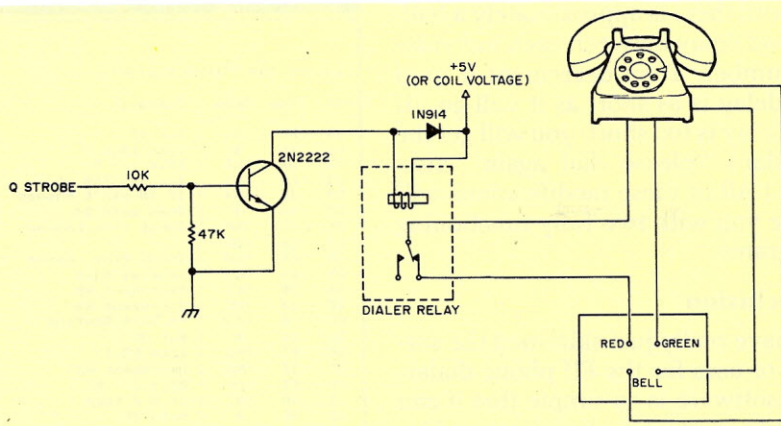 +5V
(OR COIL VOLTAGE)
1N914
2N2222
10K
Q STROBE
47K
DIALER RELAY
RED
GREEN
BELL